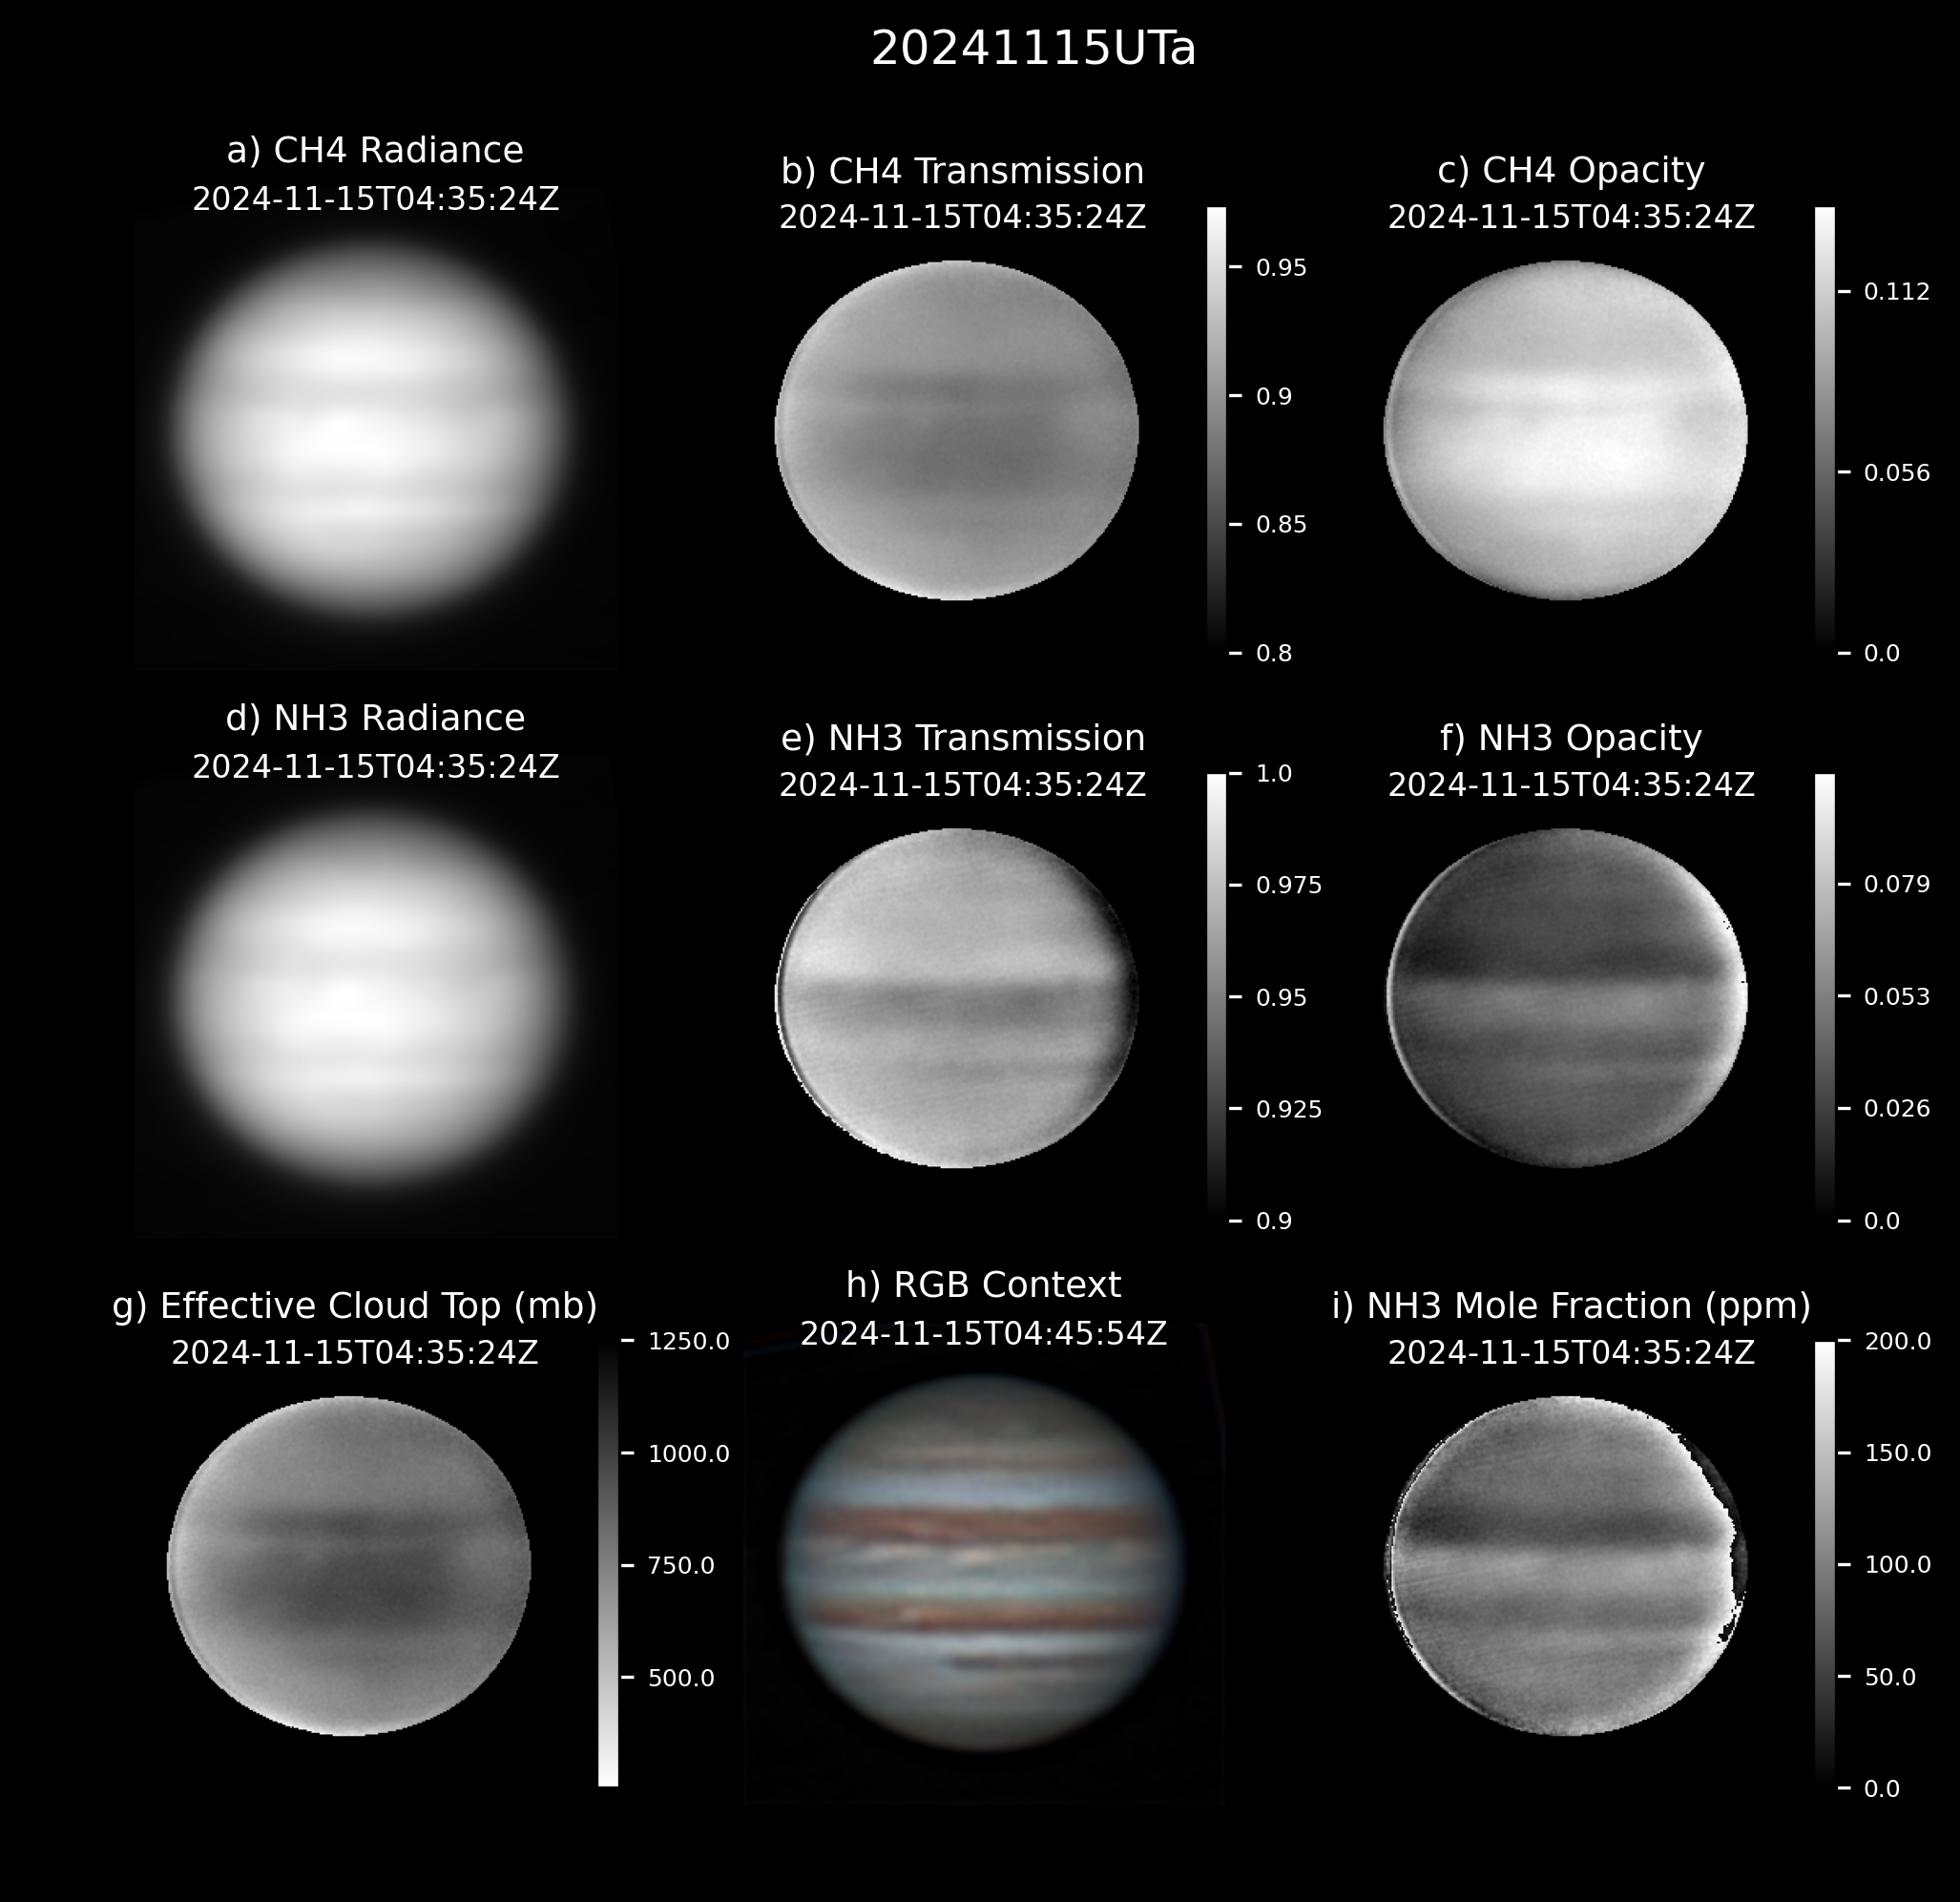 20241115UTa
a) CH4 Radiance
2024-11-15T04:35:24Z
b) CH4 Transmission
2024-11-15T04:35:24Z
0.95
0.9
0.85
0.8
c) CH4 Opacity
2024-11-15T04:35:24Z
0.112
0.056
0.0
d) NH3 Radiance
2024-11-15T04:35:24Z
e) NH3 Transmission
2024-11-15T04:35:24Z
1.0
0.975
0.95
0.925
0.9
f) NH3 Opacity
2024-11-15T04:35:24Z
0.079
0.053
0.026
0.0
g) Effective Cloud Top (mb)
2024-11-15T04:35:24Z
1250.0
1000.0
750.0
500.0
h) RGB Context
2024-11-15T04:45:54Z
i) NH3 Mole Fraction (ppm)
2024-11-15T04:35:24Z
200.0
150.0
100.0
50.0
0.0